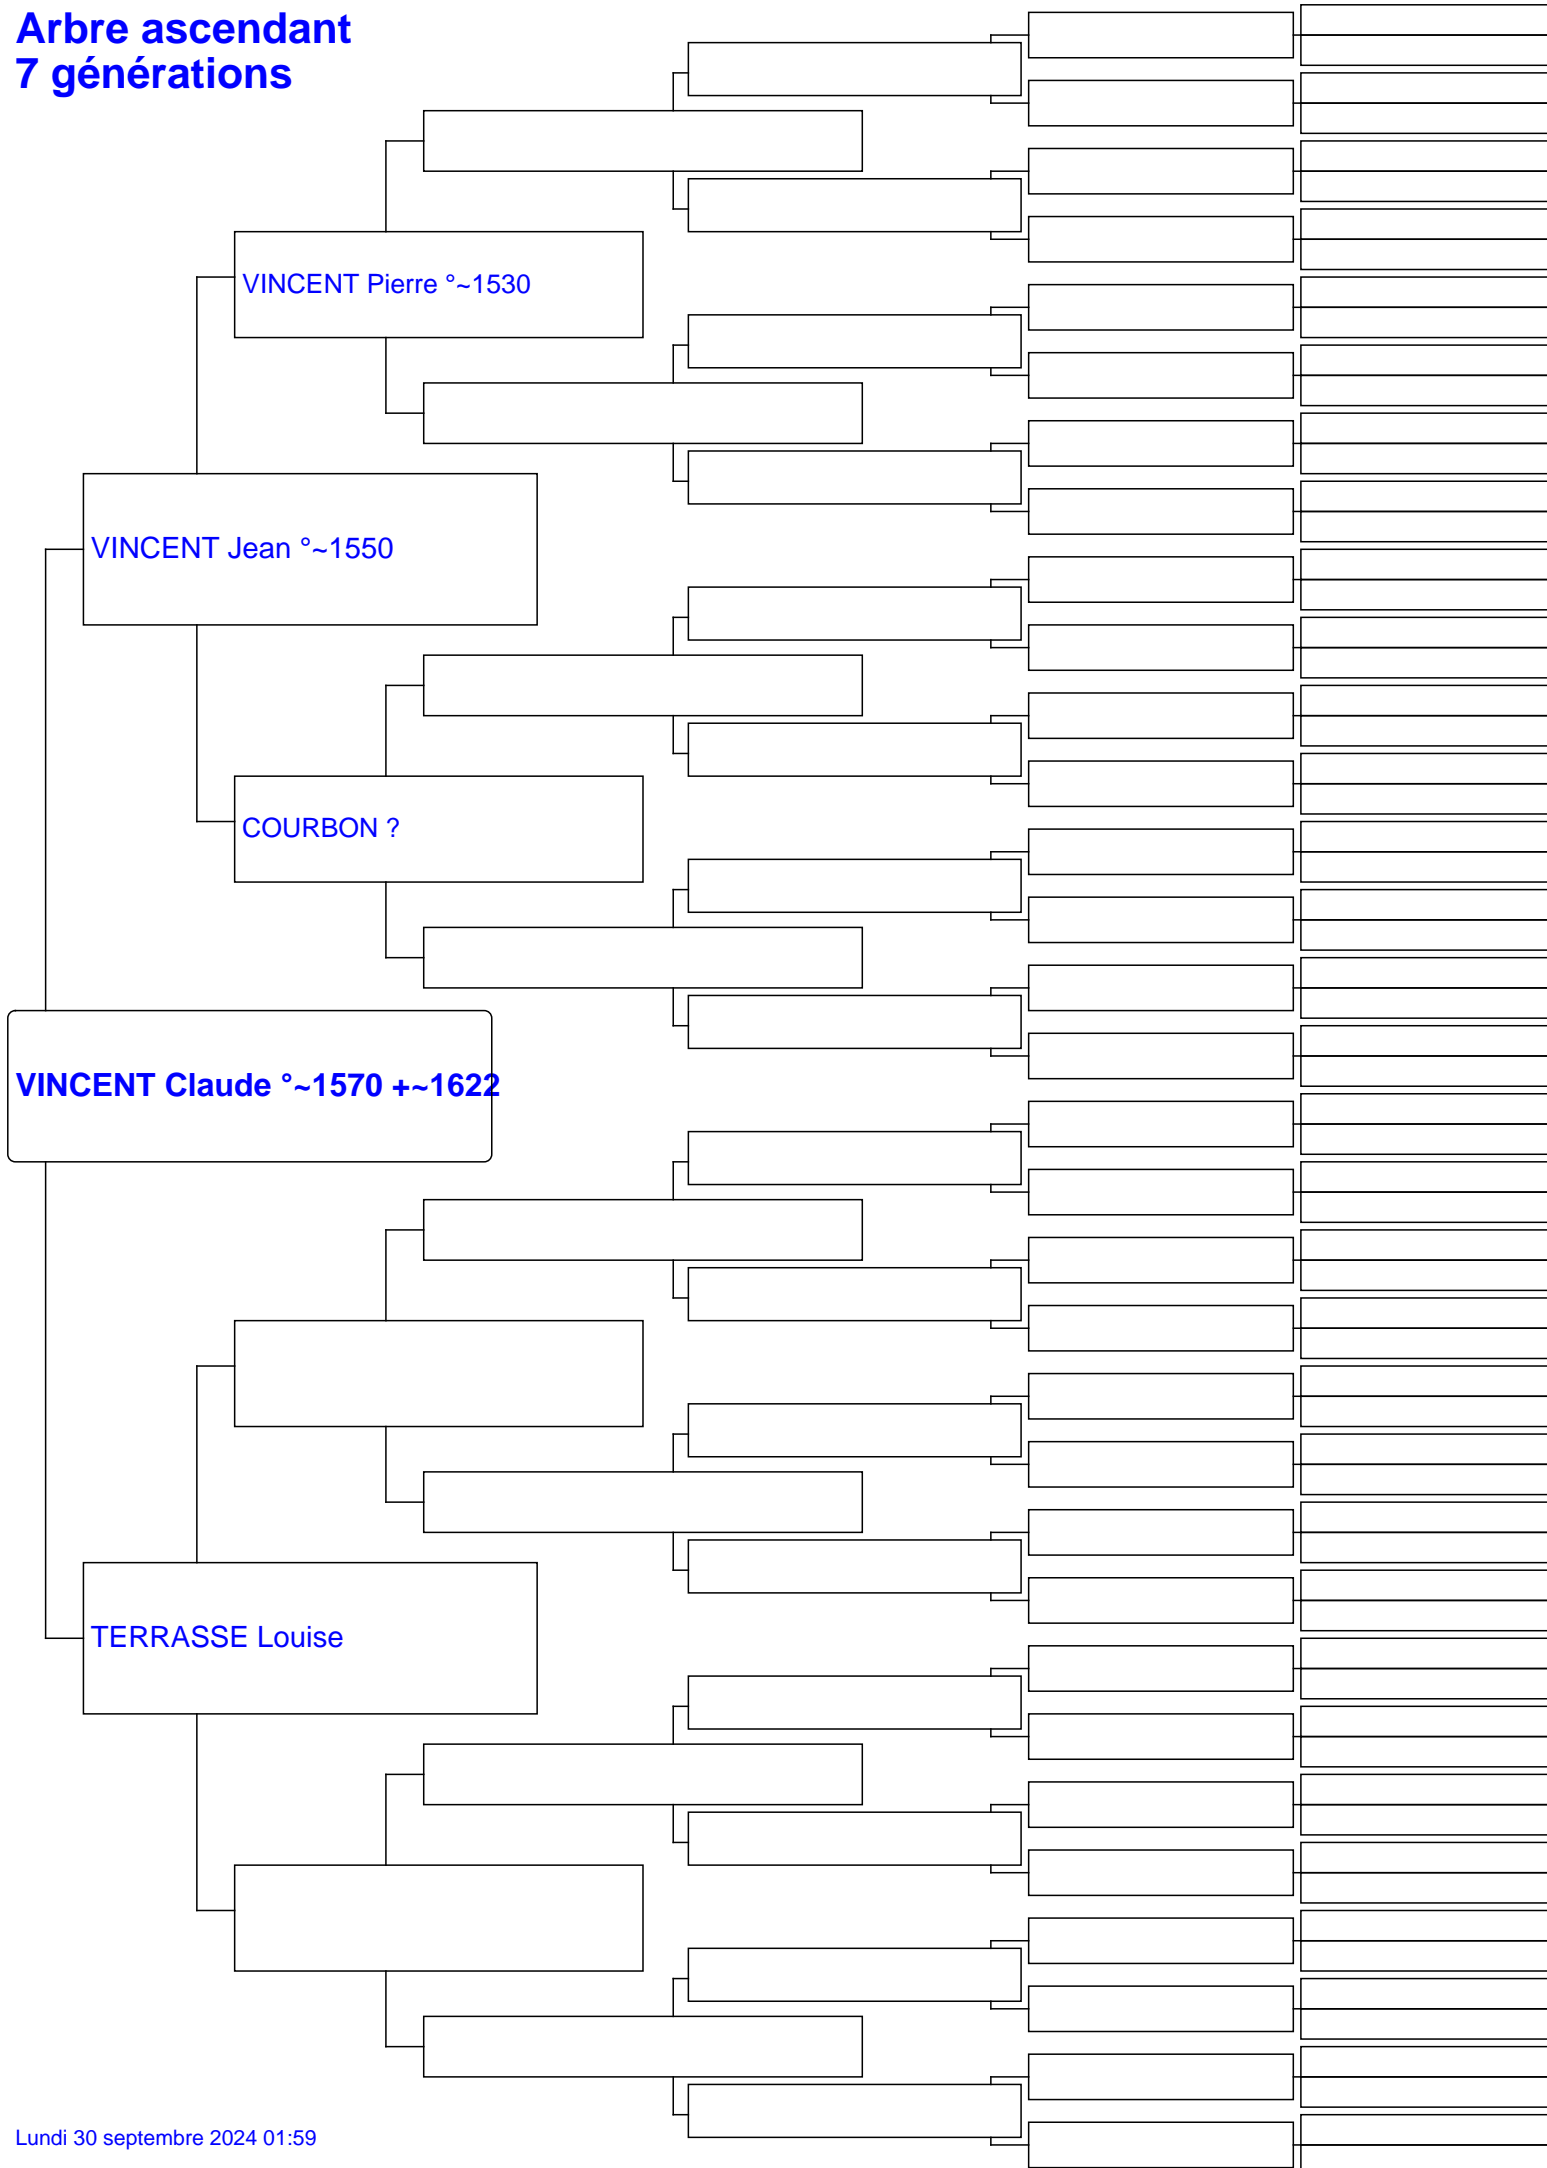 Arbre ascendant
7 générations
VINCENT Pierre °~1530
VINCENT Jean °~1550
COURBON ?
VINCENT Claude °~1570 +~1622
TERRASSE Louise
Lundi 30 septembre 2024 01:59